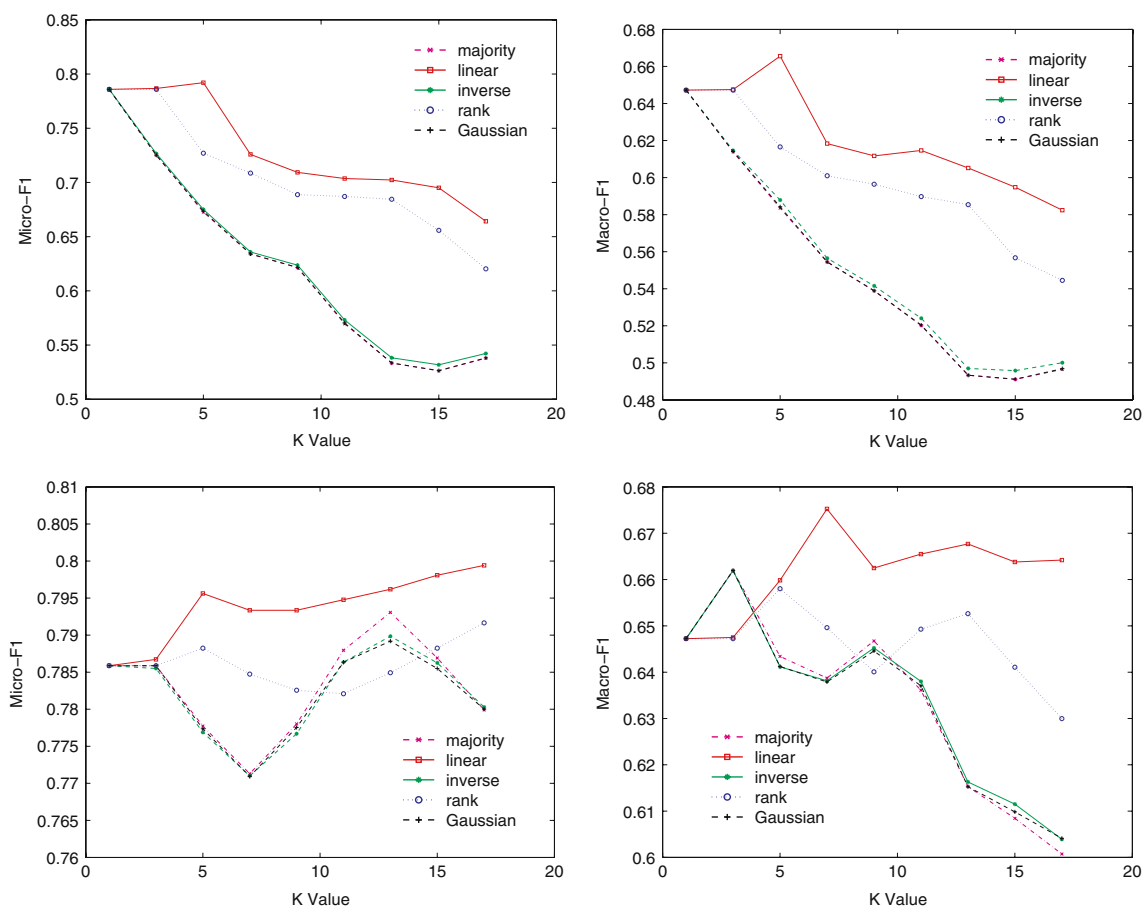 0.85
0.8
0.75
0.7
0.65
0.6
0.55
0.5
Micro−F1
0
5
10
15
20
K Value
majority
linear
inverse
rank
Gaussian
0.68
0.66
0.64
0.62
0.6
0.58
0.56
0.54
0.52
0.5
0.48
Macro−F1
0
5
10
15
20
K Value
majority
linear
inverse
rank
Gaussian
0.81
0.805
0.8
0.795
0.79
0.785
0.78
0.775
0.77
0.765
0.76
Micro−F1
0
5
10
15
20
K Value
majority
linear
inverse
rank
Gaussian
0.68
0.67
0.66
0.65
0.64
0.63
0.62
0.61
0.6
Macro−F1
0
5
10
15
20
K Value
majority
linear
inverse
rank
Gaussian